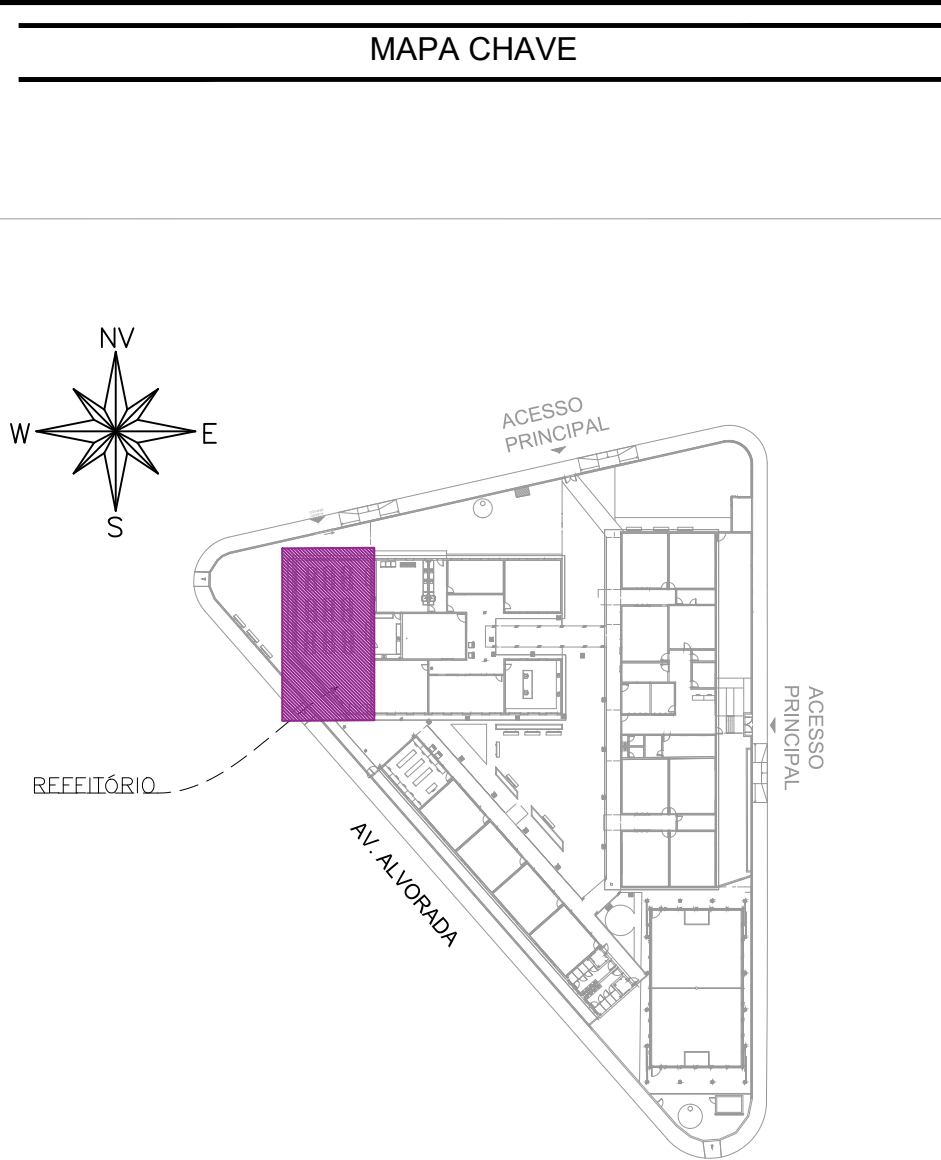 MAPA CHAVE
NV
W
E
S
ACESSO
PRINCIPAL
ACESSO
PRINCIPAL
REFEITÓRIO
AV. ALVORADA